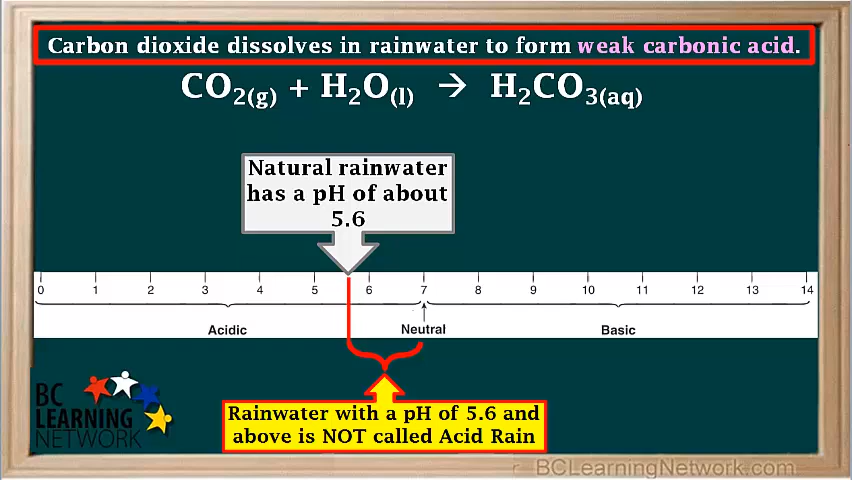 Carbon dioxide dissolves in rainwater to form weak carbonic acid.
CO₂(g) + H₂O(l) → H₂CO₃(aq)
Natural rainwater
has a pH of about
5.6
0 1 2 3 4 5 6 7 8 9 10 11 12 13 14
Acidic Neutral Basic
BC
LEARNING
NETWORK
Rainwater with a pH of 5.6 and
above is NOT called Acid Rain
BCLearningNetwork.com